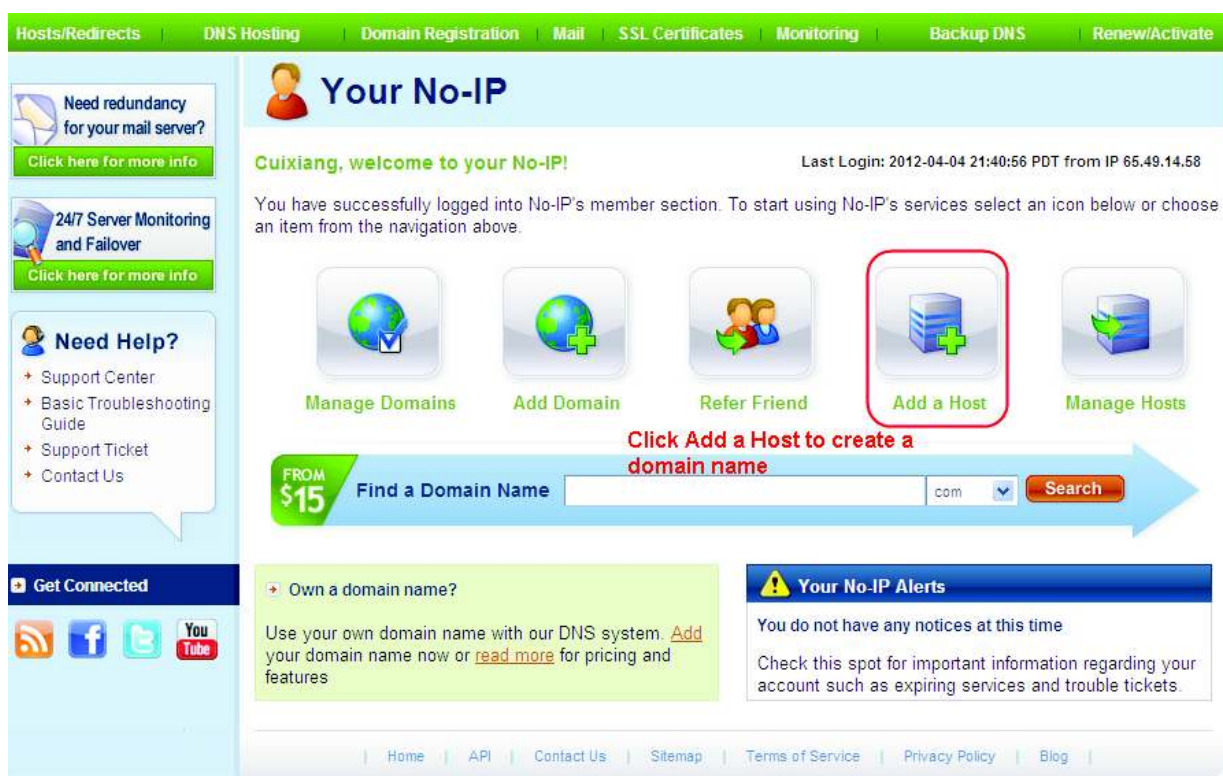 Hosts/Redirects | DNS Hosting | Domain Registration | Mail | SSL Certificates | Monitoring | Backup DNS | Renew/Activate
Need redundancy
for your mail server?
Click here for more info
24/7 Server Monitoring
and Failover
Click here for more info
Need Help?
Support Center
Basic Troubleshooting
Guide
Support Ticket
Contact Us
Get Connected
You
Tube
Your No-IP
Cuixiang, welcome to your No-IP!
Last Login: 2012-04-04 21:40:56 PDT from IP 65.49.14.58
You have successfully logged into No-IP's member section. To start using No-IP's services select an icon below or choose
an item from the navigation above.
Manage Domains
Add Domain
Refer Friend
Add a Host
Manage Hosts
Click Add a Host to create a
domain name
FROM
$15
Find a Domain Name
com
Search
Own a domain name?
Use your own domain name with our DNS system. Add
your domain name now or read more for pricing and
features
Your No-IP Alerts
You do not have any notices at this time
Check this spot for important information regarding your
account such as expiring services and trouble tickets.
| Home | API | Contact Us | Sitemap | Terms of Service | Privacy Policy | Blog |